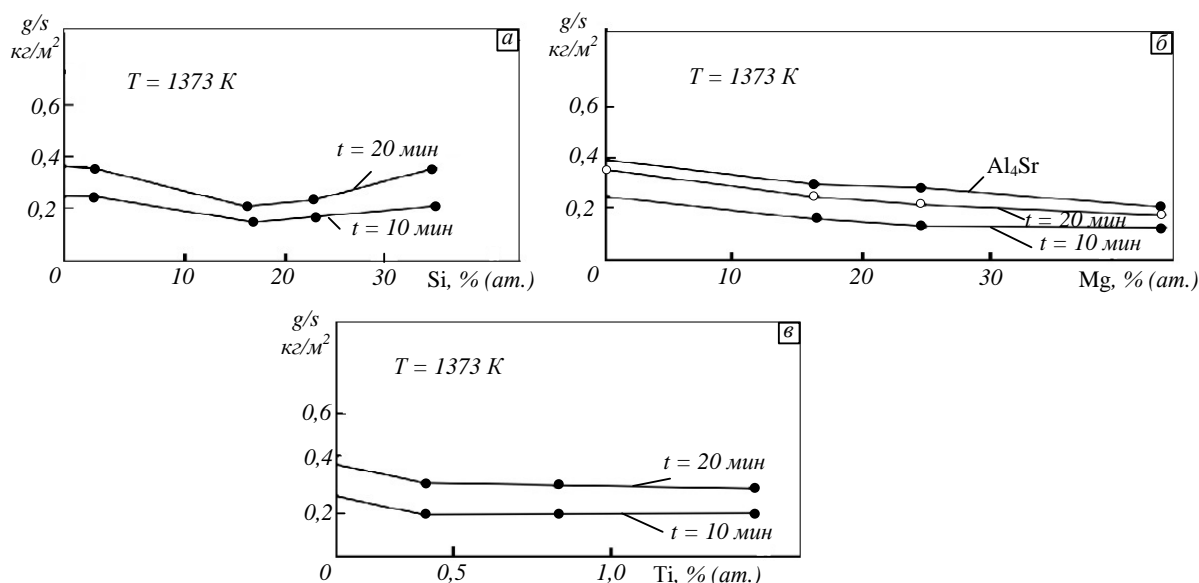 g/s
кг/м²
а
T = 1373 К
0,6
0,4
0,2
t = 20 мин
t = 10 мин
0
10
20
30
Si, % (ат.)
g/s
кг/м²
б
T = 1373 К
0,6
0,4
0,2
Al₄Sr
t = 20 мин
t = 10 мин
0
10
20
30
Mg, % (ат.)
g/s
кг/м²
в
T = 1373 К
0,6
0,4
0,2
t = 20 мин
t = 10 мин
0
0,5
1,0
Ti, % (ат.)